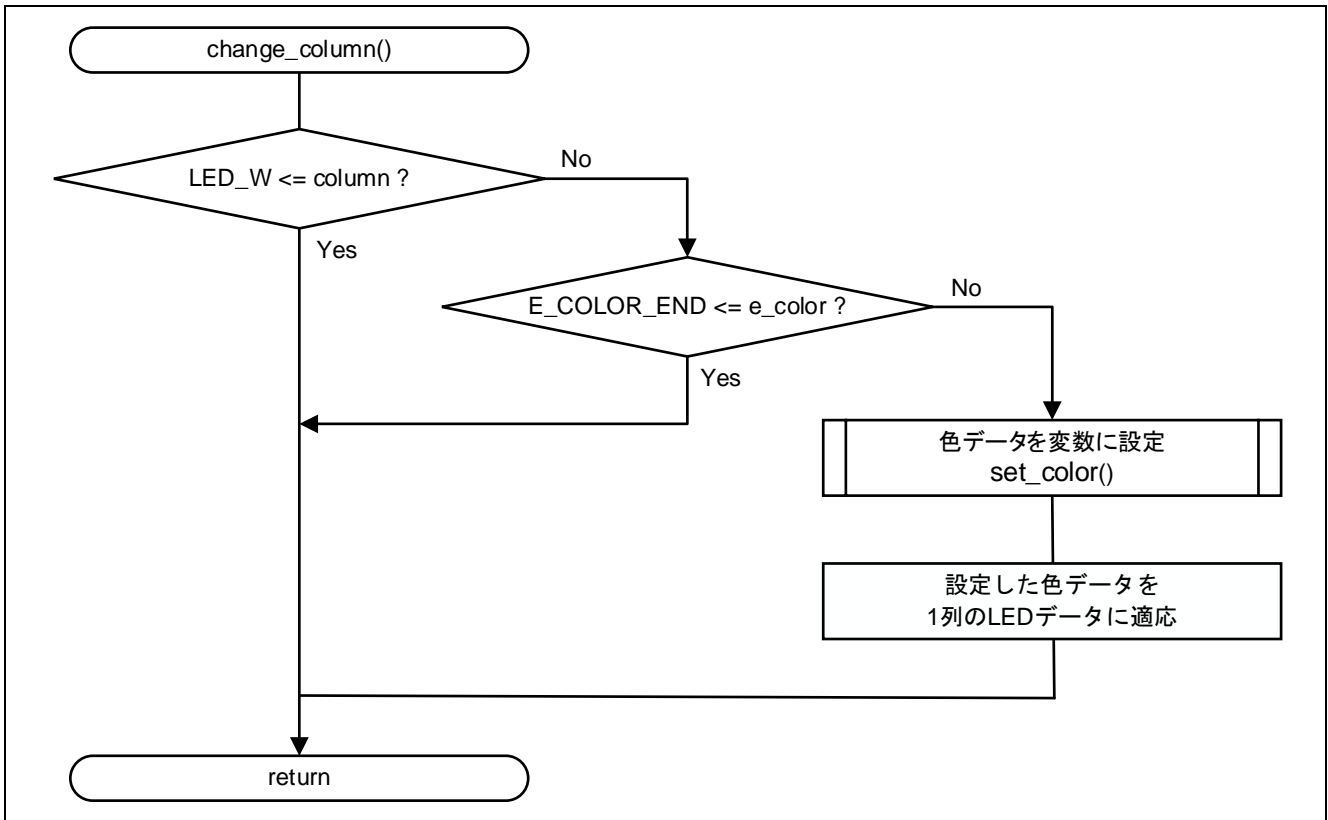 change_column()
LED_W <= column ?
No
Yes
E_COLOR_END <= e_color ?
No
Yes
色データを変数に設定
set_color()
設定した色データを
1列のLEDデータに適応
return